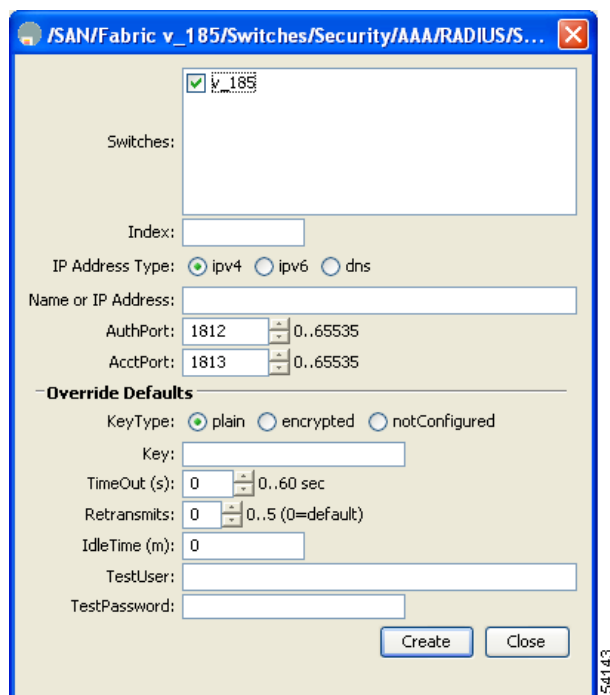 /SAN/Fabric v_185/Switches/Security/AAA/RADIUS/S...
Switches: v_185
Index:
IP Address Type: ipv4 ipv6 dns
Name or IP Address:
AuthPort: 1812 0..65535
AcctPort: 1813 0..65535
Override Defaults
KeyType: plain encrypted notConfigured
Key:
TimeOut (s): 0 0..60 sec
Retransmits: 0 0..5 (0=default)
IdleTime (m): 0
TestUser:
TestPassword:
Create Close
54143